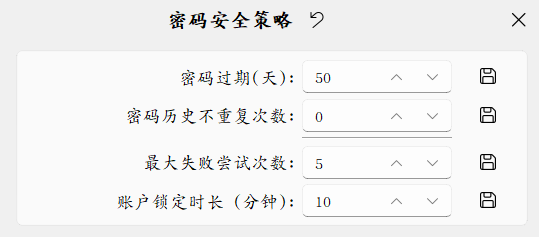 密码安全策略
密码过期(天): 50
密码历史不重复次数: 0
最大失败尝试次数: 5
账户锁定时长（分钟）: 10